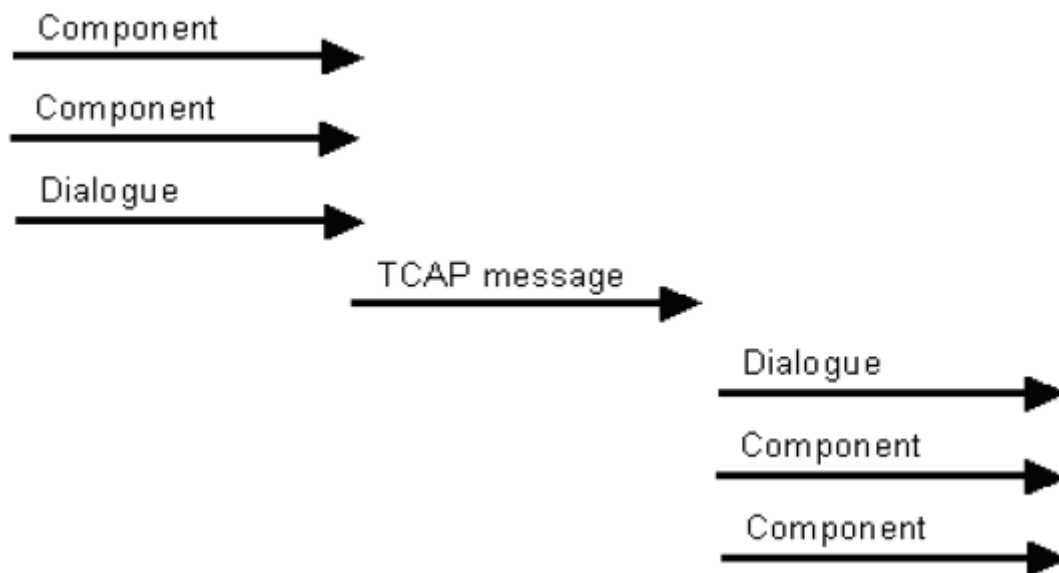 Component
Component
Dialogue
TCAP message
Dialogue
Component
Component